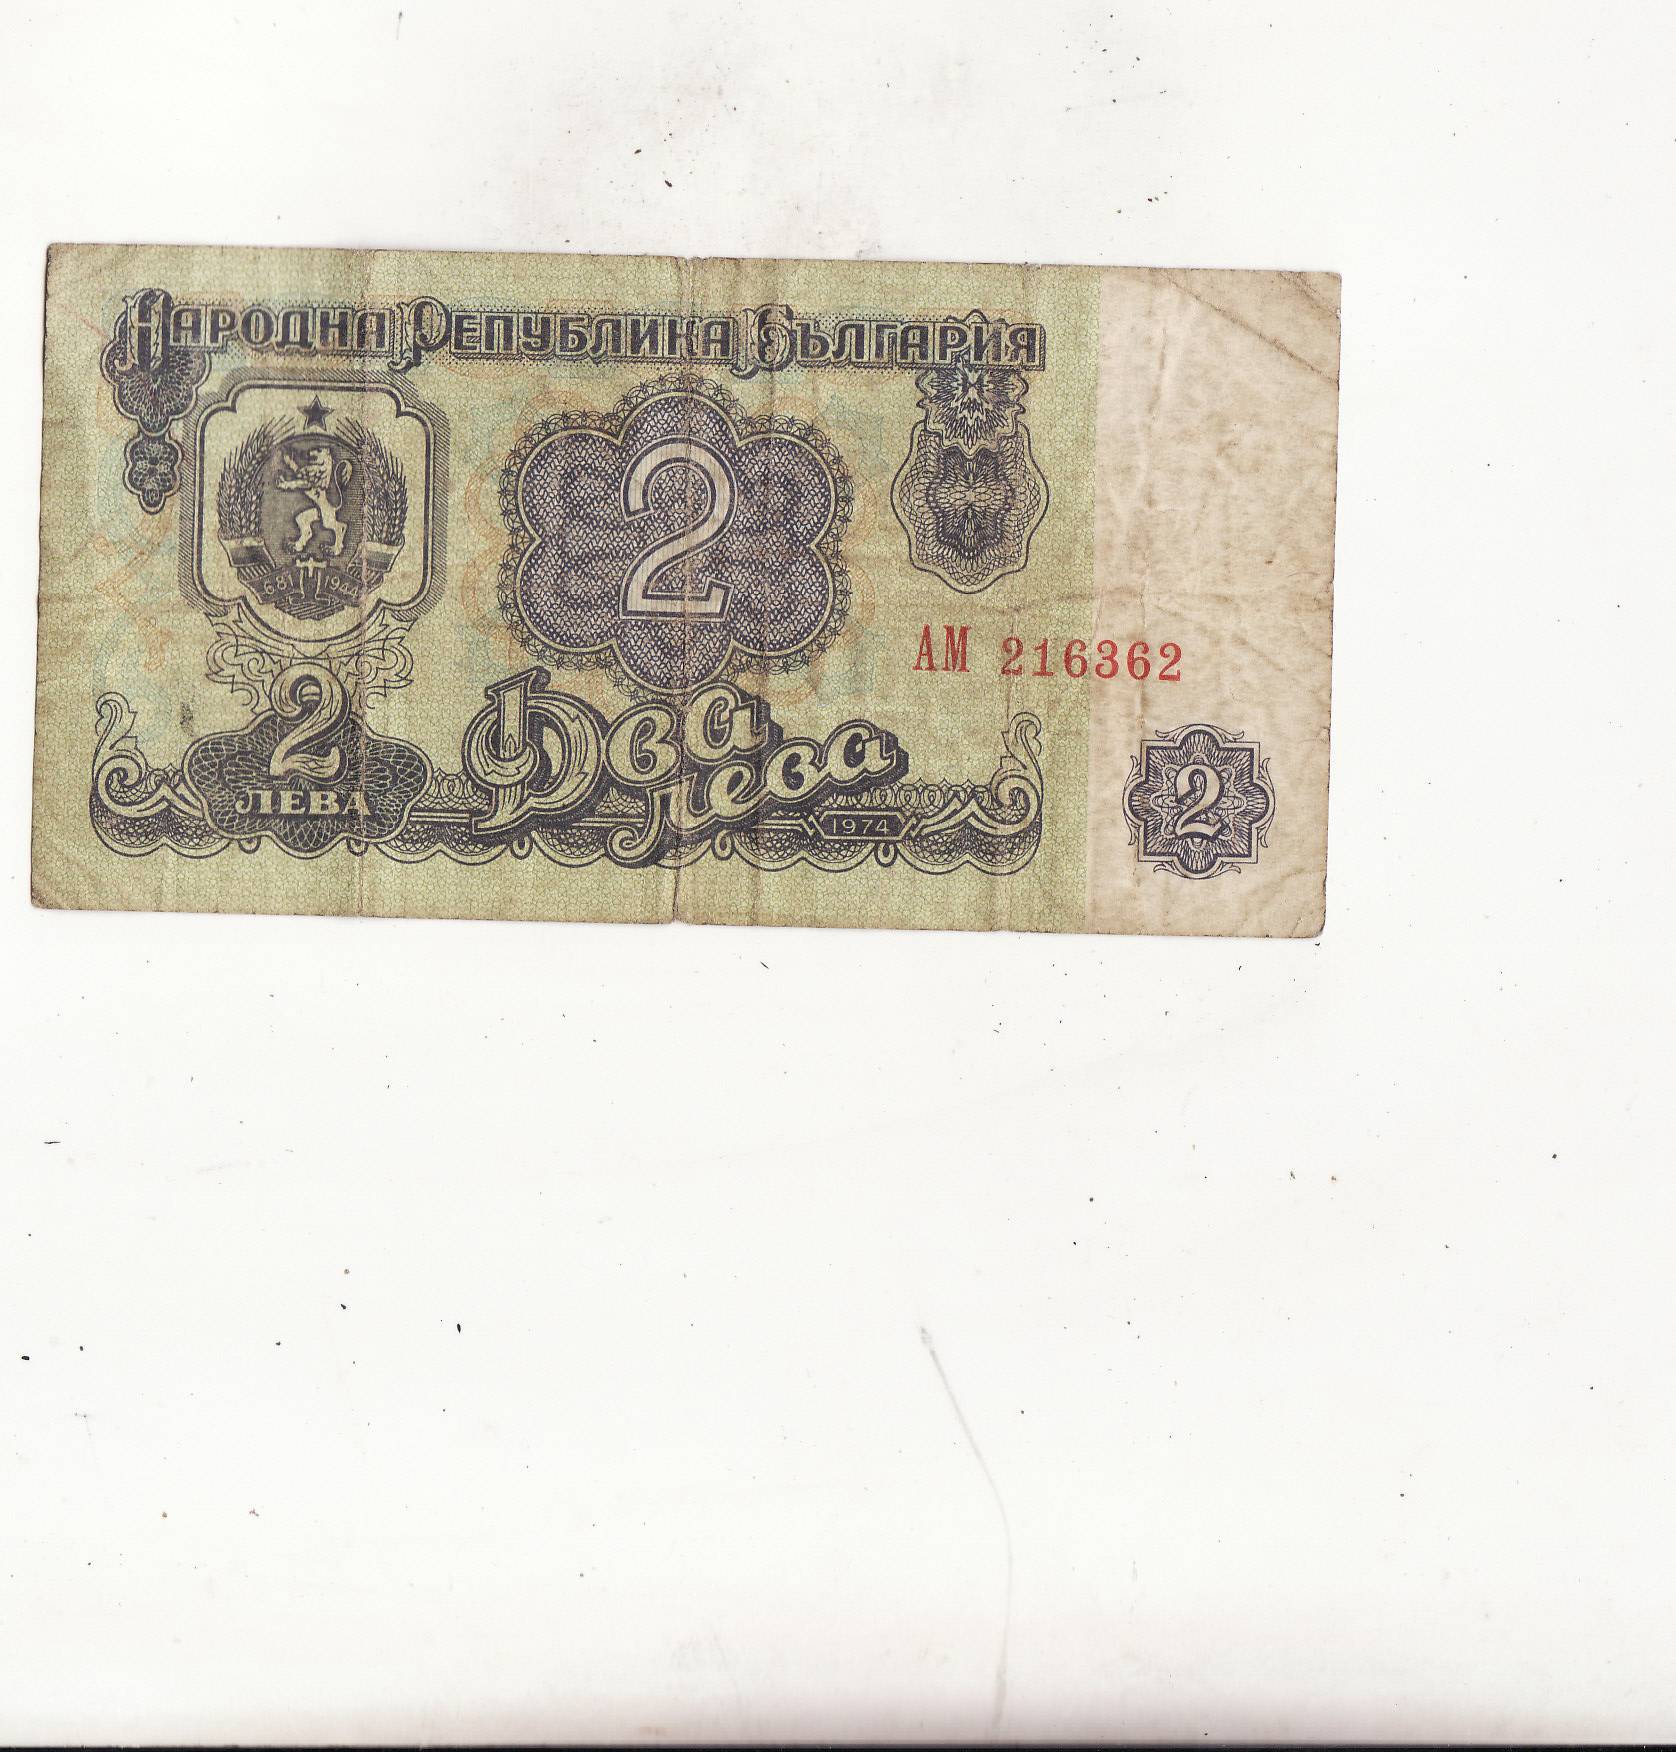 Народна Република България
2
681 1944
АМ 216362
2
ЛЕВА
Два
лева
1974
2